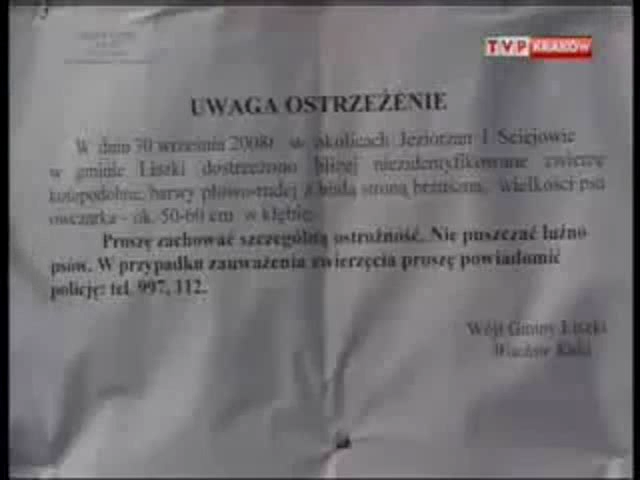 TVP KRAKÓW
UWAGA OSTRZEŻENIE
W dniu 30 września 2008r. w okolicach Jeziorzan i Ściejowic
w gminie Liszki dostrzeżono bliżej niezidentyfikowane zwierzę
kotopodobne, barwy płowo-rudej z białą stroną brzuszną, wielkości psa
owczarka - ok. 50-60 cm w kłębie.
Proszę zachować szczególną ostrożność. Nie puszczać luźno
psów. W przypadku zauważenia zwierzęcia proszę powiadomić
policję: tel. 997, 112.
Wójt Gminy Liszki
Wacław